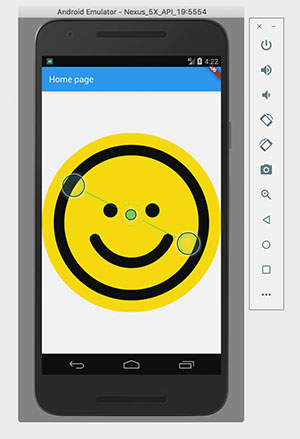 Android Emulator - Nexus_5X_API_19:5554
4:22
Home page